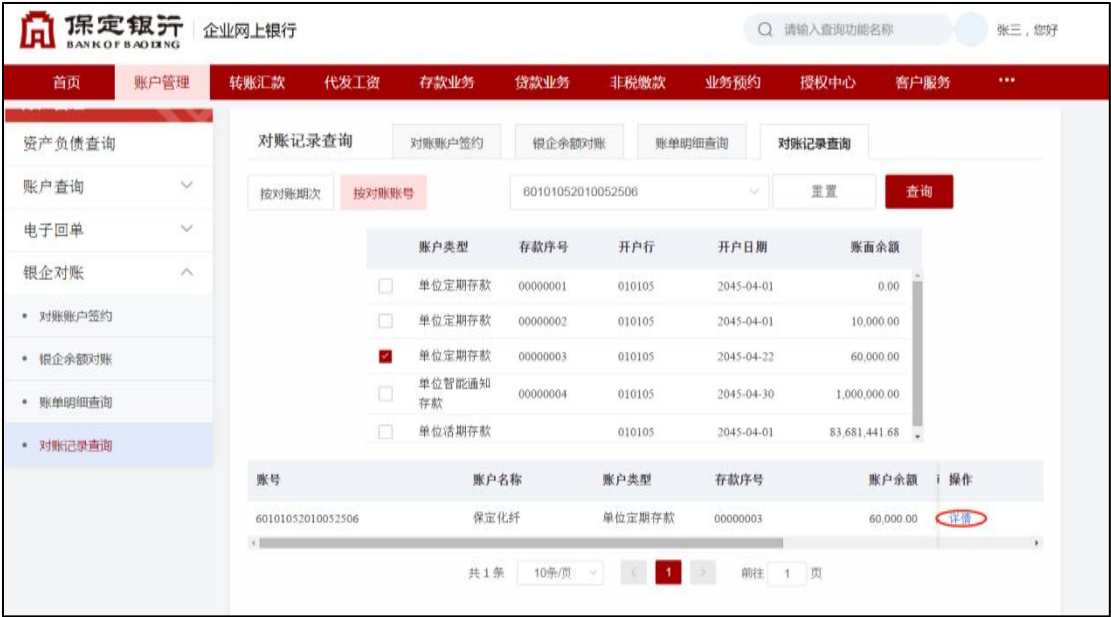 保定银行 企业网上银行 请输入查询功能名称 张三，您好
BANK OF BAODING
首页 账户管理 转账汇款 代发工资 存款业务 贷款业务 非税缴款 业务预约 授权中心 客户服务 •••
资产负债查询
账户查询
电子回单
银企对账
• 对账账户签约
• 银企余额对账
• 账单明细查询
• 对账记录查询
对账记录查询 对账账户签约 银企余额对账 账单明细查询 对账记录查询
按对账期次 按对账账号 60101052010052506 重置 查询
账户类型 存款序号 开户行 开户日期 账面余额
单位定期存款 00000001 010105 2045-04-01 0.00
单位定期存款 00000002 010105 2045-04-01 10,000.00
单位定期存款 00000003 010105 2045-04-22 60,000.00
单位智能通知
存款 00000004 010105 2045-04-30 1,000,000.00
单位活期存款 010105 2045-04-01 83,681,441.68
账号 账户名称 账户类型 存款序号 账户余额 操作
60101052010052506 保定化纤 单位定期存款 00000003 60,000.00 详情
共 1 条 10条/页 < 1 > 前往 1 页